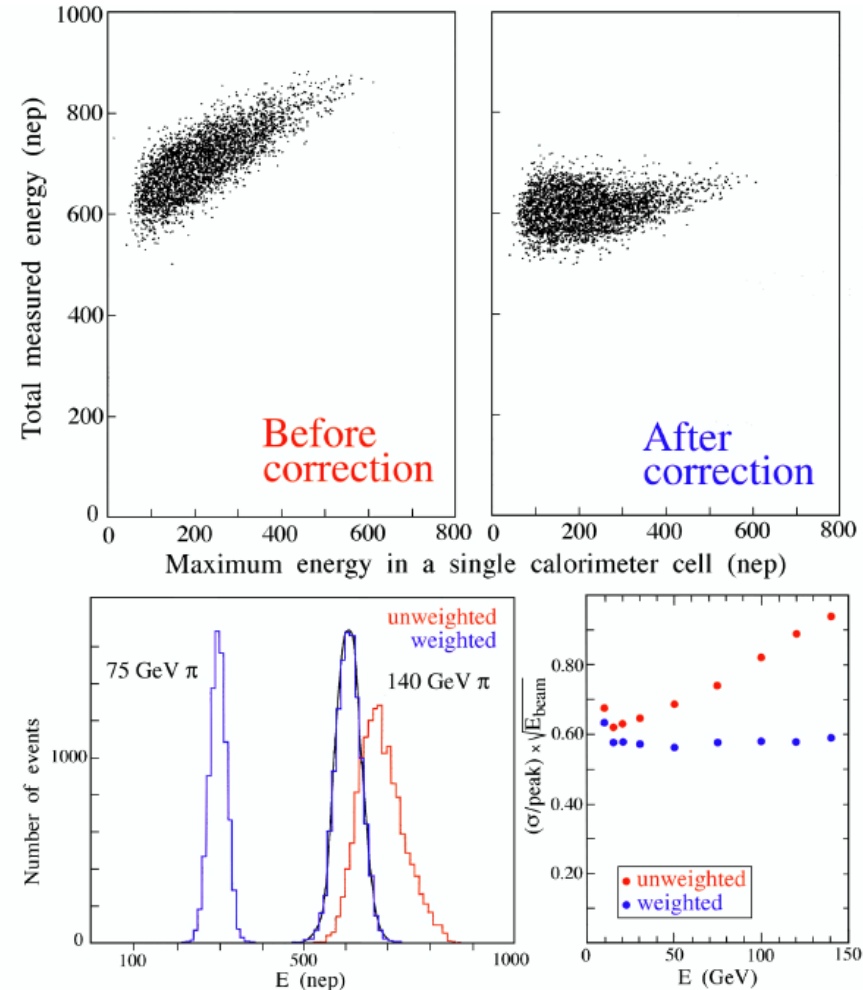 1000
800
600
400
200
0
Total measured energy (nep)
Before
correction
After
correction
0 200 400 600 800
0 200 400 600 800
Maximum energy in a single calorimeter cell (nep)
unweighted
weighted
75 GeV π
140 GeV π
Number of events
1000
0
100 500 1000
E (nep)
(σ/peak) × √E_beam
0.80
0.60
0.40
0.20
unweighted
weighted
0 50 100 150
E (GeV)